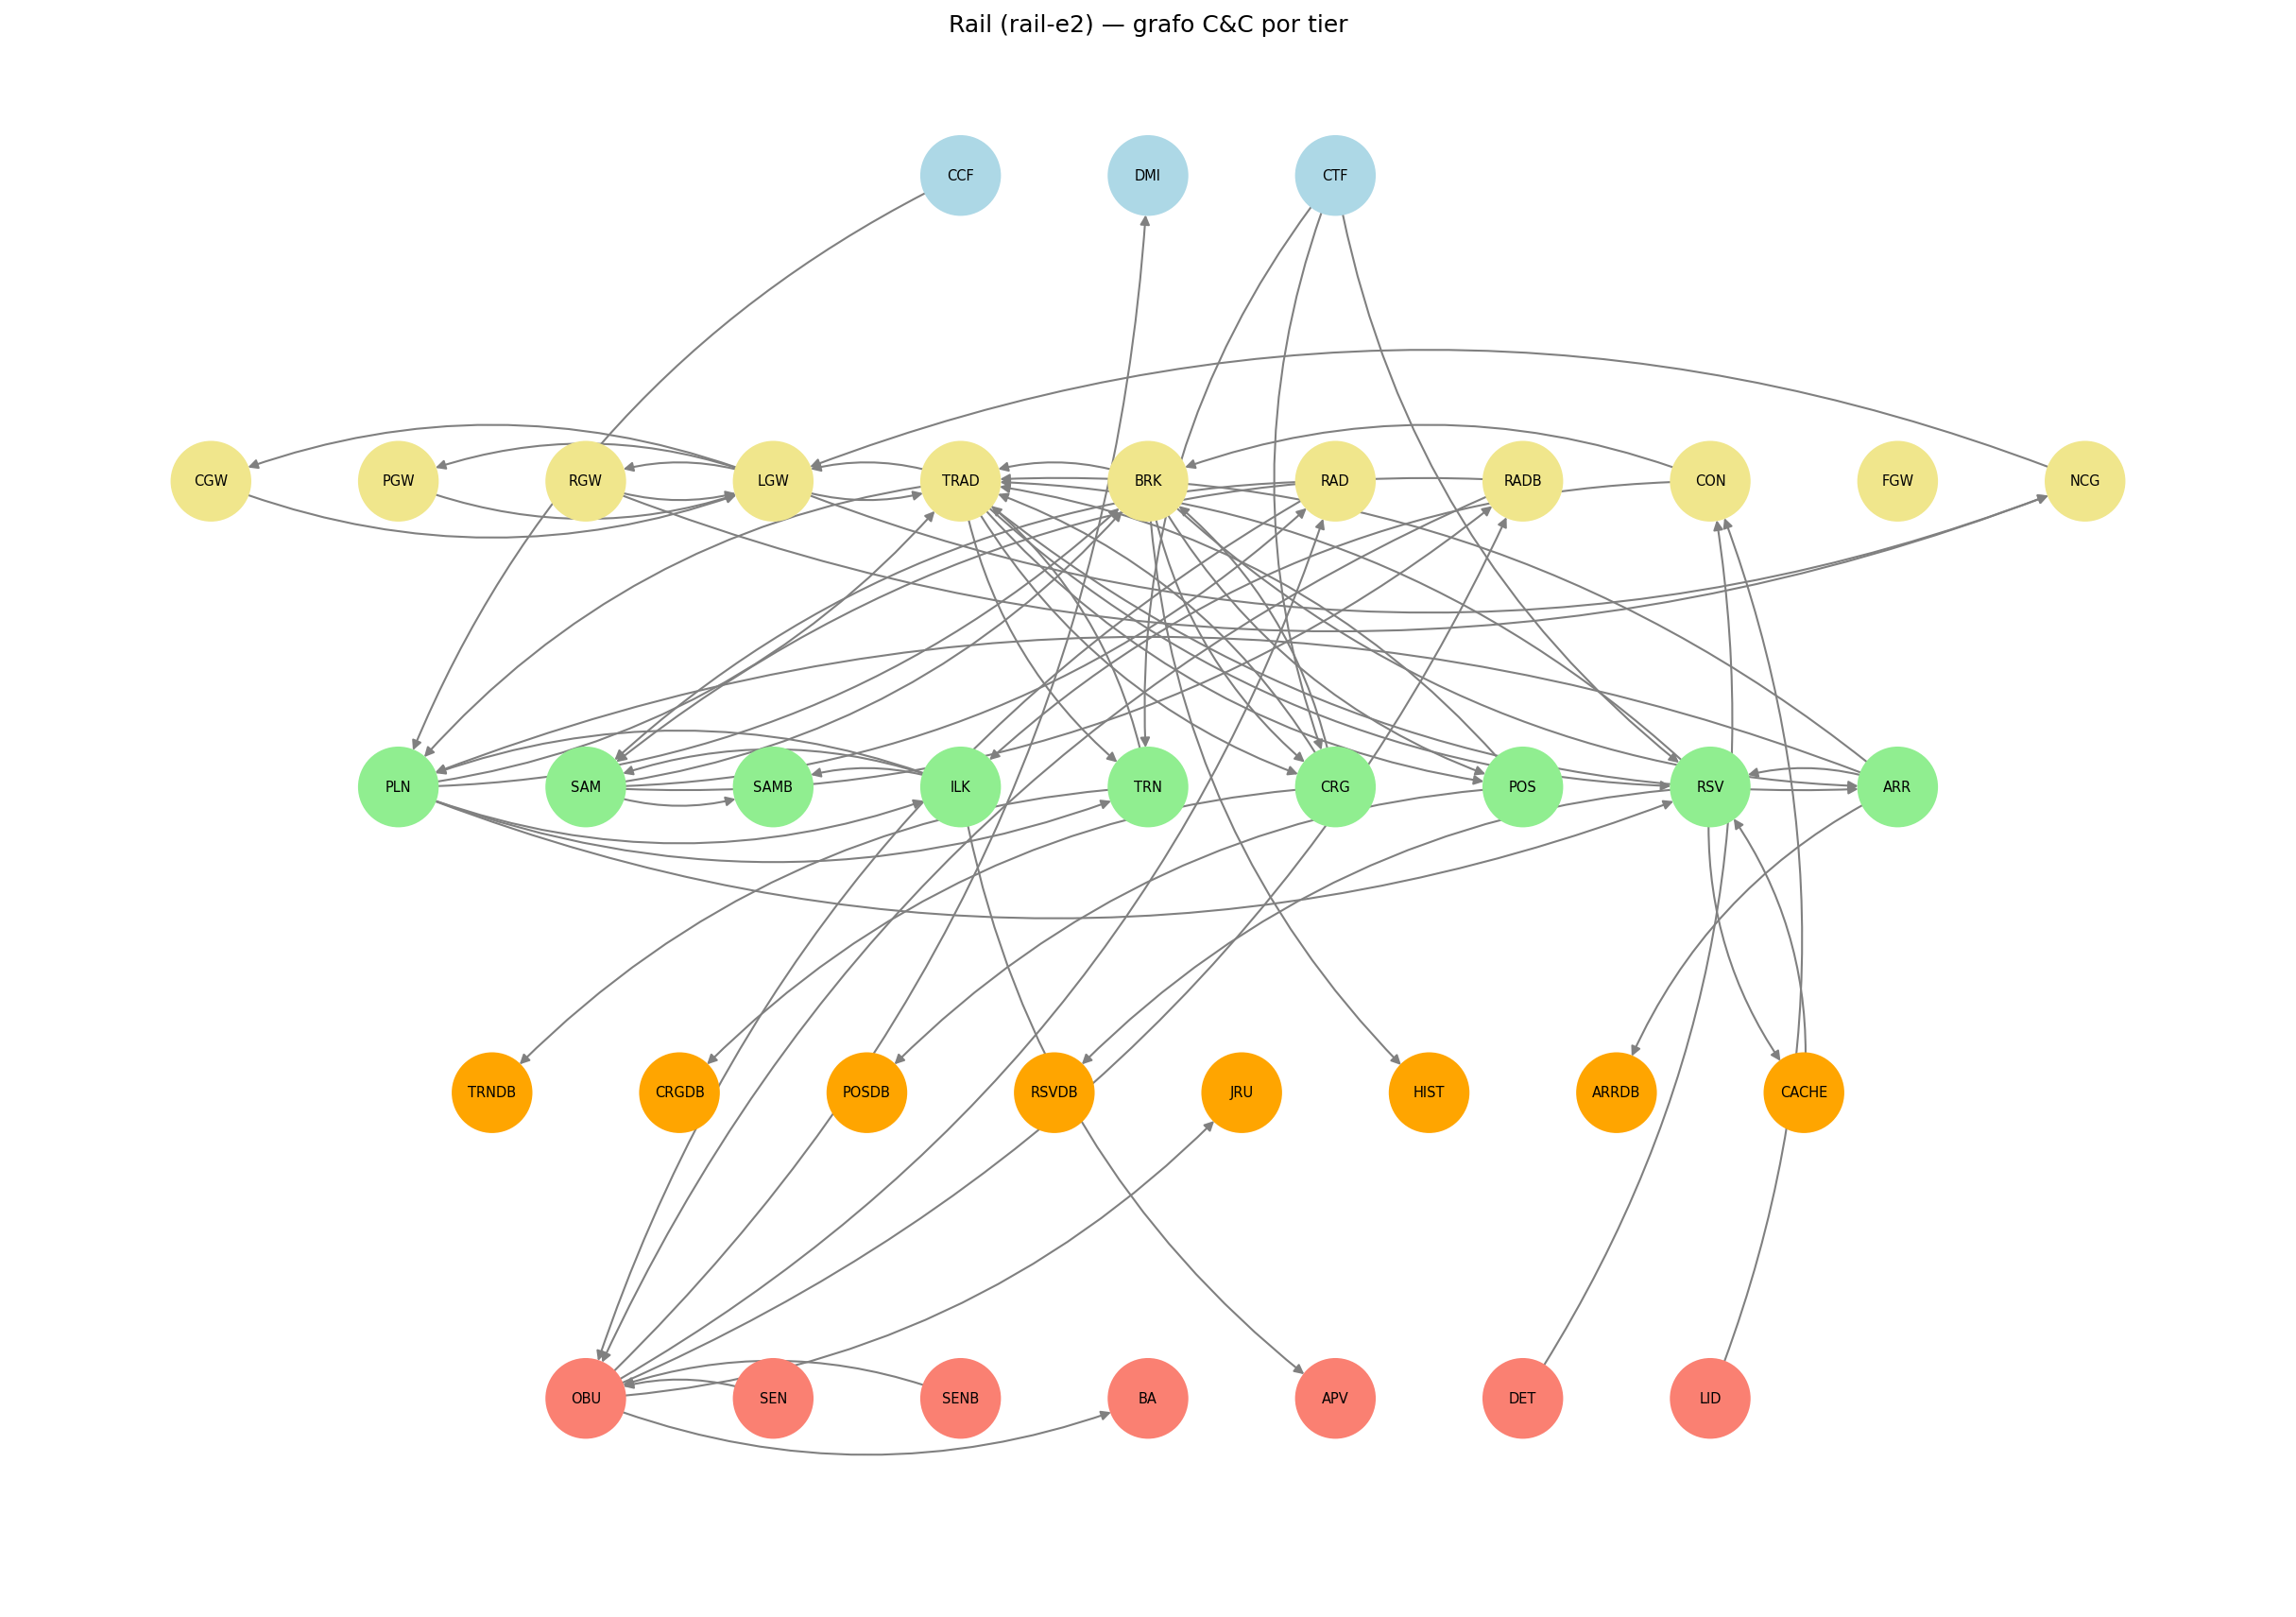 Rail (rail-e2) — grafo C&C por tier
CCF
DMI
CTF
CGW
PGW
RGW
LGW
TRAD
BRK
RAD
RADB
CON
FGW
NCG
PLN
SAM
SAMB
ILK
TRN
CRG
POS
RSV
ARR
TRNDB
CRGDB
POSDB
RSVDB
JRU
HIST
ARRDB
CACHE
OBU
SEN
SENB
BA
APV
DET
LID